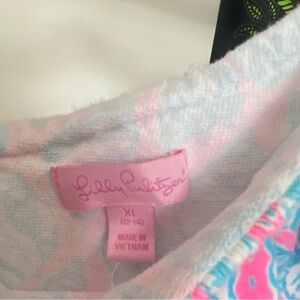 Lilly Pulitzer
XL
(12-14)
MADE IN
VIETNAM